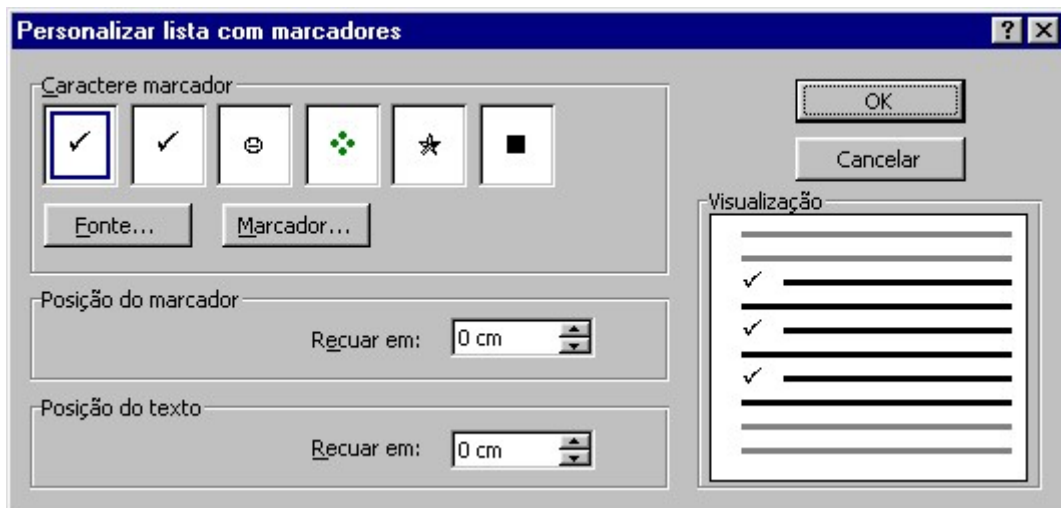 Personalizar lista com marcadores
Caractere marcador
OK
Cancelar
Fonte...
Marcador...
Visualização
Posição do marcador
Recuar em: 0 cm
Posição do texto
Recuar em: 0 cm